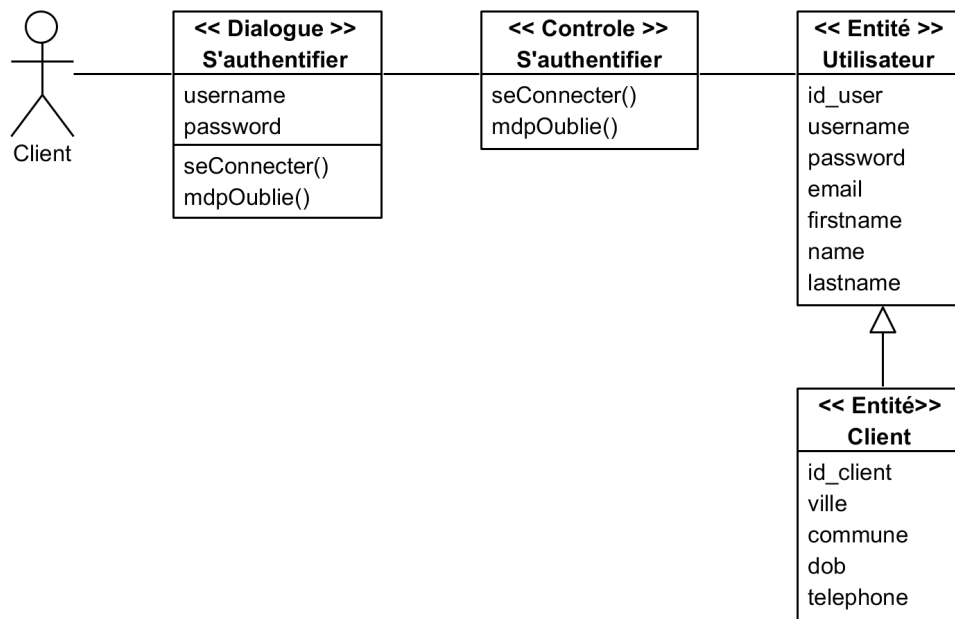 Client
<< Dialogue >>
S'authentifier
username
password
seConnecter()
mdpOublie()
<< Controle >>
S'authentifier
seConnecter()
mdpOublie()
<< Entité >>
Utilisateur
id_user
username
password
email
firstname
name
lastname
<< Entité>>
Client
id_client
ville
commune
dob
telephone